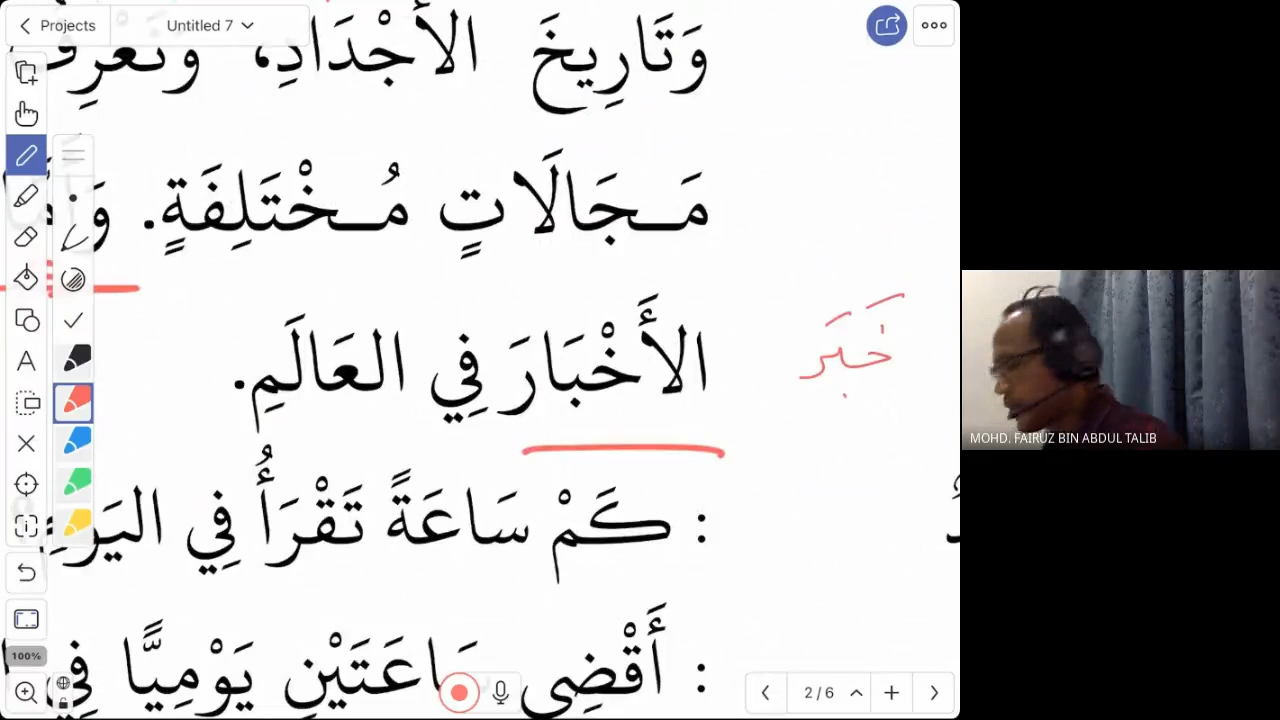 Projects
Untitled 7
وَتَارِيخَ الأَجْدَادِ، وَتَعْرِفُ
مَـجَالَاتٍ مُـخْتَلِفَةٍ.
الأَخْبَارَ فِي العَالَمِ.
خَبَر
: كَمْ سَاعَةً تَقْرَأُ فِي اليَوْمِ
: أَقْضِي سَاعَتَيْنِ يَوْمِيًّا فِي
A
100%
2 / 6
MOHD. FAIRUZ BIN ABDUL TALIB